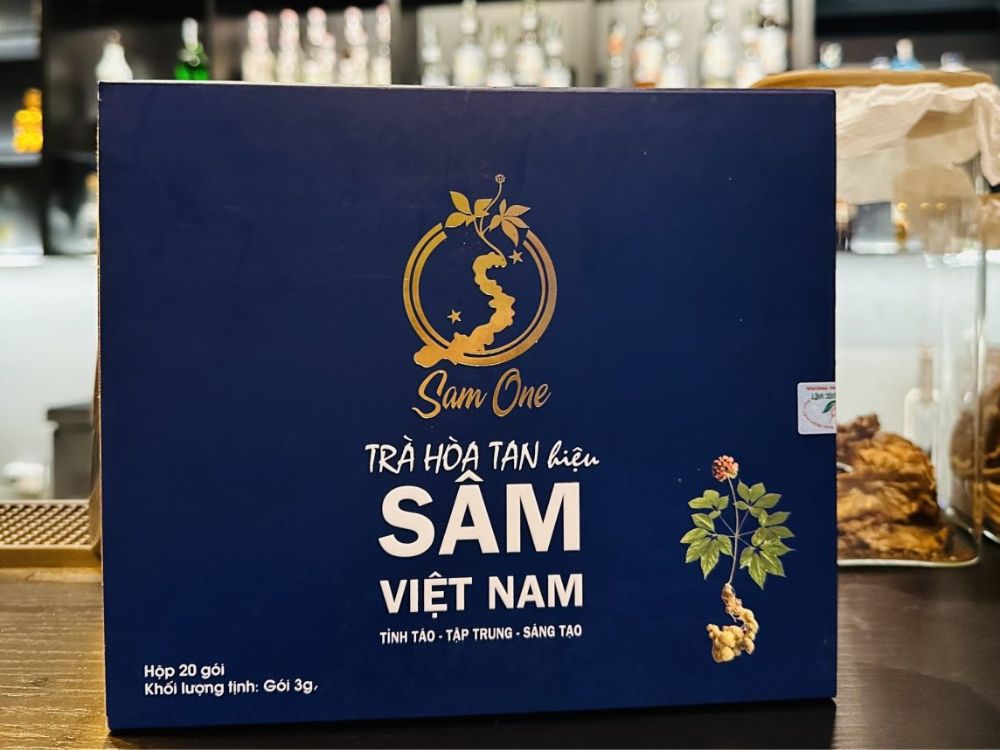 Sam One
TRÀ HÒA TAN hiệu
SÂM
VIỆT NAM
TỈNH TÁO - TẬP TRUNG - SÁNG TẠO
Hộp 20 gói
Khối lượng tịnh: Gói 3g,